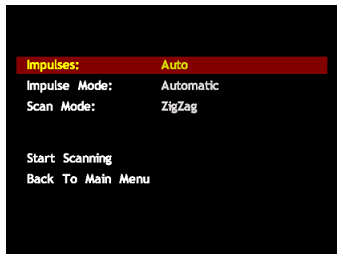 Impulses: Auto
Impulse Mode: Automatic
Scan Mode: ZigZag
Start Scanning
Back To Main Menu